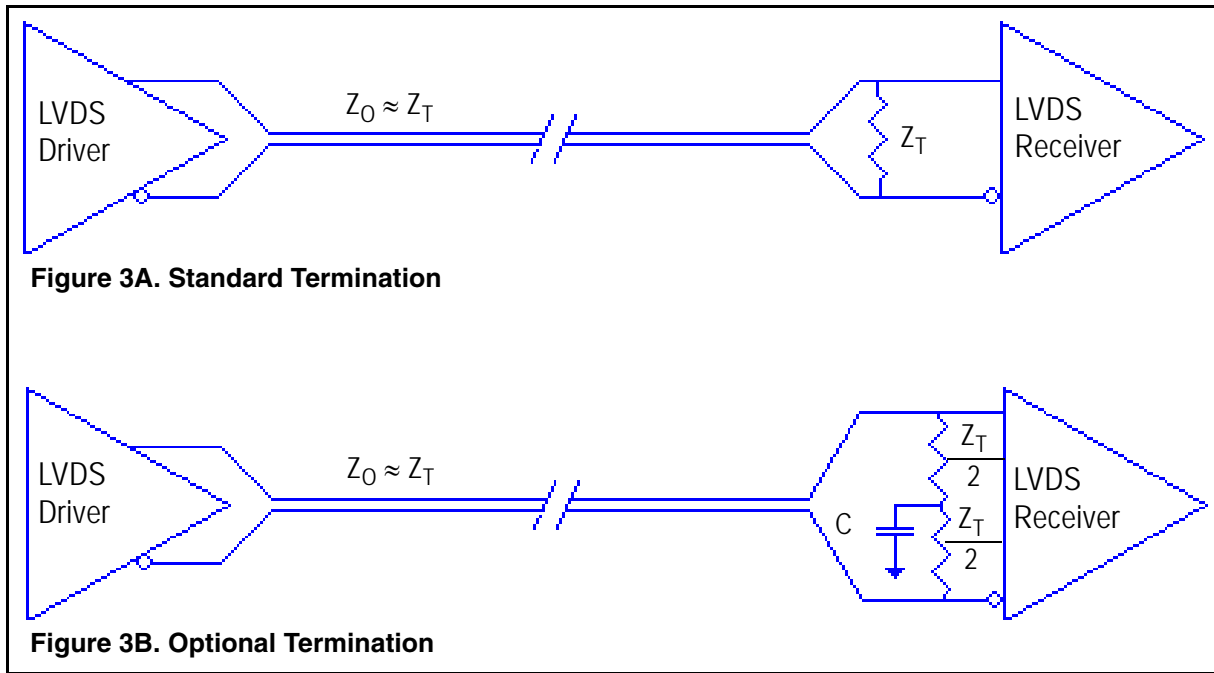 LVDS
Driver
Z_O ≈ Z_T
Z_T
LVDS
Receiver
Figure 3A. Standard Termination
LVDS
Driver
Z_O ≈ Z_T
C
Z_T
2
Z_T
2
LVDS
Receiver
Figure 3B. Optional Termination